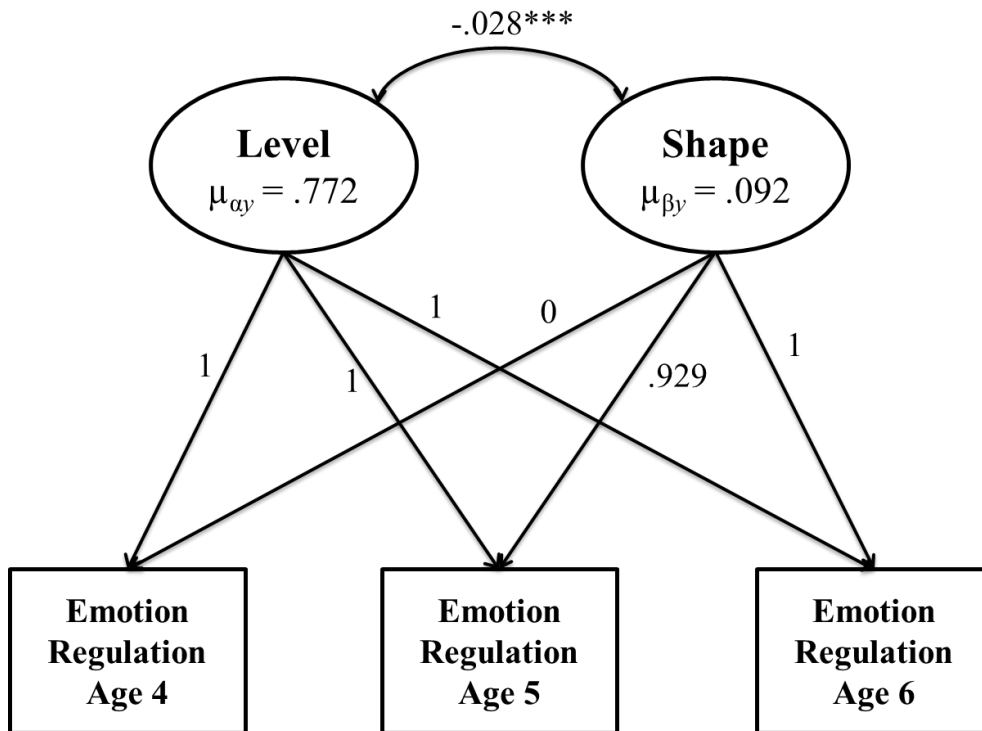 -.028***
Level
μαy = .772
Shape
μβy = .092
1
1
1
0
.929
1
Emotion
Regulation
Age 4
Emotion
Regulation
Age 5
Emotion
Regulation
Age 6